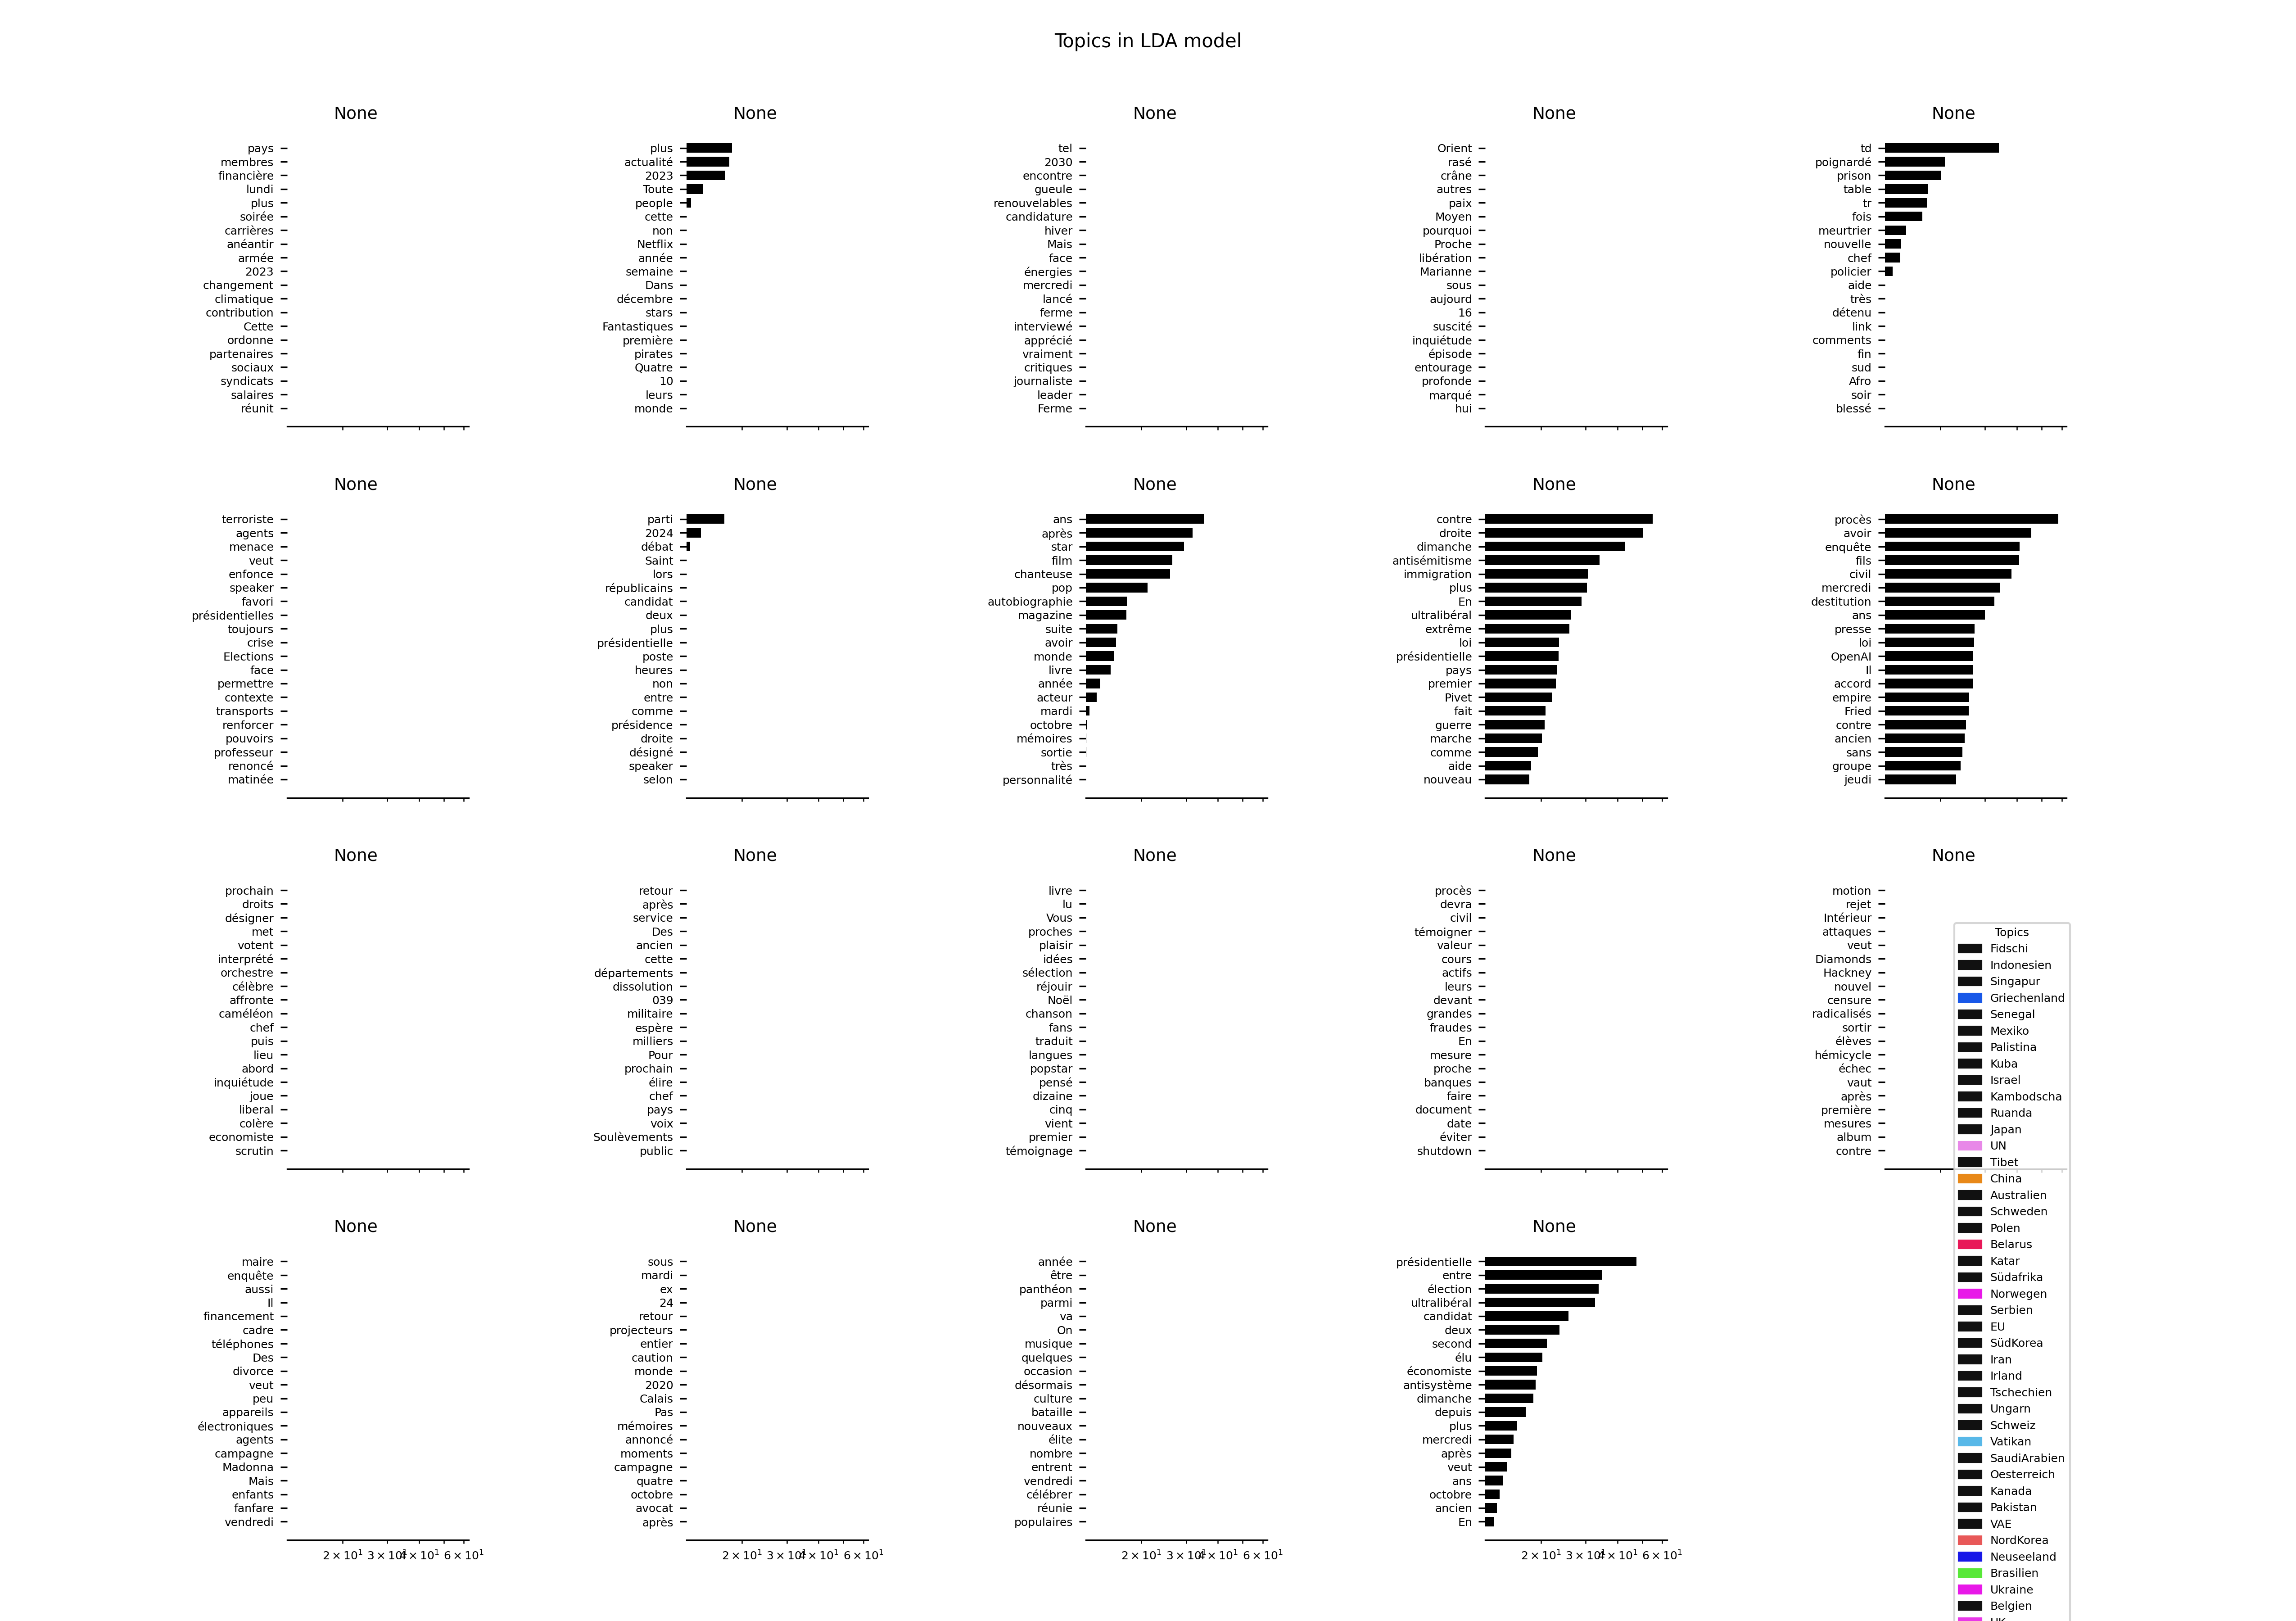 Topics in LDA model
None
pays
membres
financière
lundi
plus
soirée
carrières
anéantir
armée
2023
changement
climatique
contribution
Cette
ordonne
partenaires
sociaux
syndicats
salaires
réunit
None
plus
actualité
2023
Toute
people
cette
non
Netflix
année
semaine
Dans
décembre
stars
Fantastiques
première
pirates
Quatre
10
leurs
monde
None
tel
2030
encontre
gueule
renouvelables
candidature
hiver
Mais
face
énergies
mercredi
lancé
ferme
interviewé
apprécié
vraiment
critiques
journaliste
leader
Ferme
None
Orient
rasé
crâne
autres
paix
Moyen
pourquoi
Proche
libération
Marianne
sous
aujourd
16
suscité
inquiétude
épisode
entourage
profonde
marqué
hui
None
td
poignardé
prison
table
tr
fois
meurtrier
nouvelle
chef
policier
aide
très
détenu
link
comments
fin
sud
Afro
soir
blessé
None
terroriste
agents
menace
veut
enfonce
speaker
favori
présidentielles
toujours
crise
Elections
face
permettre
contexte
transports
renforcer
pouvoirs
professeur
renoncé
matinée
None
parti
2024
débat
Saint
lors
républicains
candidat
deux
plus
présidentielle
poste
heures
non
entre
comme
présidence
droite
désigné
speaker
selon
None
ans
après
star
film
chanteuse
pop
autobiographie
magazine
suite
avoir
monde
livre
année
acteur
mardi
octobre
mémoires
sortie
très
personnalité
None
contre
droite
dimanche
antisémitisme
immigration
plus
En
ultralibéral
extrême
loi
présidentielle
pays
premier
Pivet
fait
guerre
marche
comme
aide
nouveau
None
procès
avoir
enquête
fils
civil
mercredi
destitution
ans
presse
loi
OpenAI
Il
accord
empire
Fried
contre
ancien
sans
groupe
jeudi
None
prochain
droits
désigner
met
votent
interprété
orchestre
célèbre
affronte
caméléon
chef
puis
lieu
abord
inquiétude
joue
liberal
colère
economiste
scrutin
None
retour
après
service
Des
ancien
cette
départements
dissolution
039
militaire
espère
milliers
Pour
prochain
élire
chef
pays
voix
Soulèvements
public
None
livre
lu
Vous
proches
plaisir
idées
sélection
réjouir
Noël
chanson
fans
traduit
langues
popstar
pensé
dizaine
cinq
vient
premier
témoignage
None
procès
devra
civil
témoigner
valeur
cours
actifs
leurs
devant
grandes
fraudes
En
mesure
proche
banques
faire
document
date
éviter
shutdown
None
motion
rejet
Intérieur
attaques
veut
Diamonds
Hackney
nouvel
censure
radicalisés
sortir
élèves
hémicycle
échec
vaut
après
première
mesures
album
contre
None
maire
enquête
aussi
Il
financement
cadre
téléphones
Des
divorce
veut
peu
appareils
électroniques
agents
campagne
Madonna
Mais
enfants
fanfare
vendredi
2 × 10¹ 3 × 10¹ 4 × 10¹ 6 × 10¹
None
sous
mardi
ex
24
retour
projecteurs
entier
caution
monde
2020
Calais
Pas
mémoires
annoncé
moments
campagne
quatre
octobre
avocat
après
2 × 10¹ 3 × 10¹ 4 × 10¹ 6 × 10¹
None
année
être
panthéon
parmi
va
On
musique
quelques
occasion
désormais
culture
bataille
nouveaux
élite
nombre
entrent
vendredi
célébrer
réunie
populaires
2 × 10¹ 3 × 10¹ 4 × 10¹ 6 × 10¹
None
présidentielle
entre
élection
ultralibéral
candidat
deux
second
élu
économiste
antisystème
dimanche
depuis
plus
mercredi
après
veut
ans
octobre
ancien
En
2 × 10¹ 3 × 10¹ 4 × 10¹ 6 × 10¹
Topics
Fidschi
Indonesien
Singapur
Griechenland
Senegal
Mexiko
Palistina
Kuba
Israel
Kambodscha
Ruanda
Japan
UN
Tibet
China
Australien
Schweden
Polen
Belarus
Katar
Südafrika
Norwegen
Serbien
EU
SüdKorea
Iran
Irland
Tschechien
Ungarn
Schweiz
Vatikan
SaudiArabien
Oesterreich
Kanada
Pakistan
VAE
NordKorea
Neuseeland
Brasilien
Ukraine
Belgien